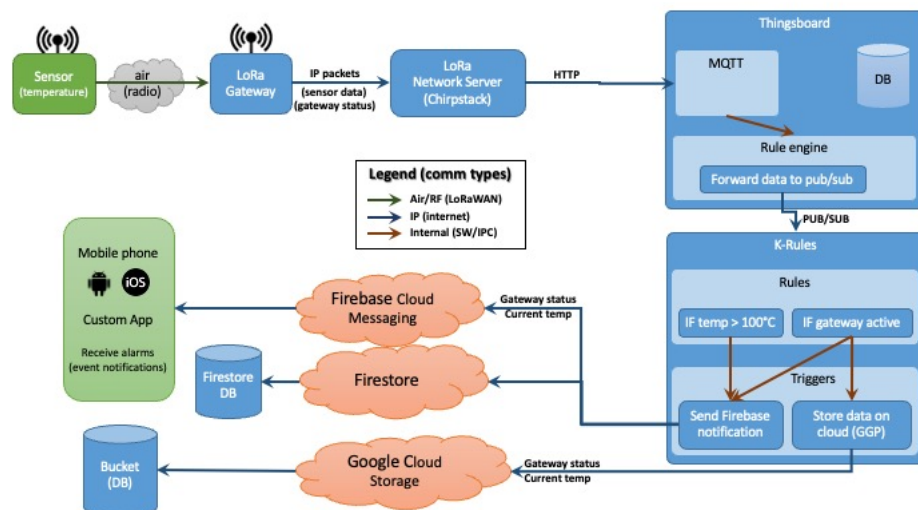 Thingsboard
Sensor
(temperature)
air
(radio)
LoRa
Gateway
IP packets
(sensor data)
(gateway status)
LoRa
Network Server
(Chirpstack)
HTTP
MQTT
DB
Rule engine
Forward data to pub/sub
PUB/SUB
Legend (comm types)
Air/RF (LoRaWAN)
IP (internet)
Internal (SW/IPC)
K-Rules
Rules
IF temp > 100°C
IF gateway active
Triggers
Send Firebase
notification
Store data on
cloud (GGP)
Mobile phone
iOS
Custom App
Receive alarms
(event notifications)
Firebase Cloud
Messaging
Gateway status
Current temp
Firestore
DB
Firestore
Bucket
(DB)
Google Cloud
Storage
Gateway status
Current temp